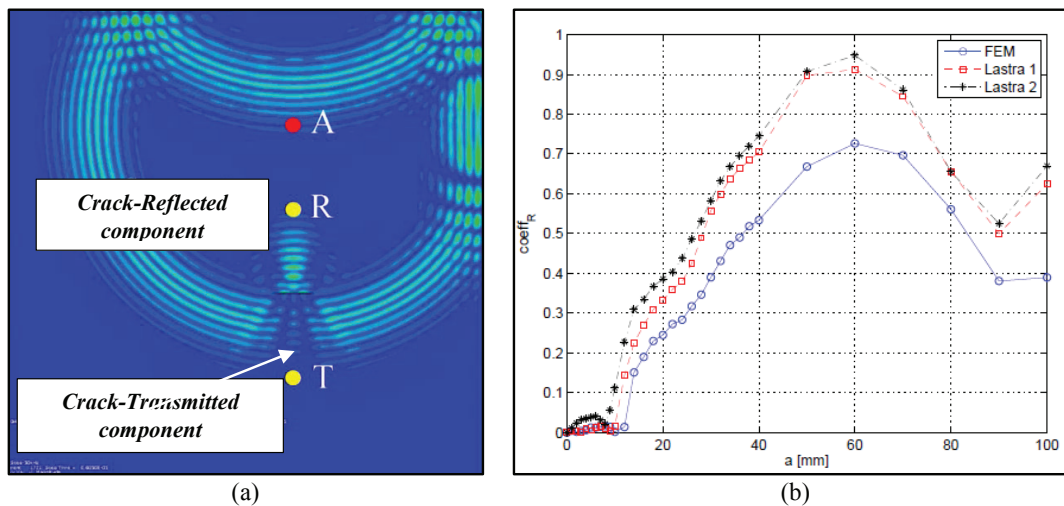 A
R
Crack-Reflected
component
Crack-Transmitted
component
T
(a)
1
0.9
0.8
0.7
0.6
0.5
0.4
0.3
0.2
0.1
0
coeff_R
0 20 40 60 80 100
a [mm]
FEM
Lastra 1
Lastra 2
(b)